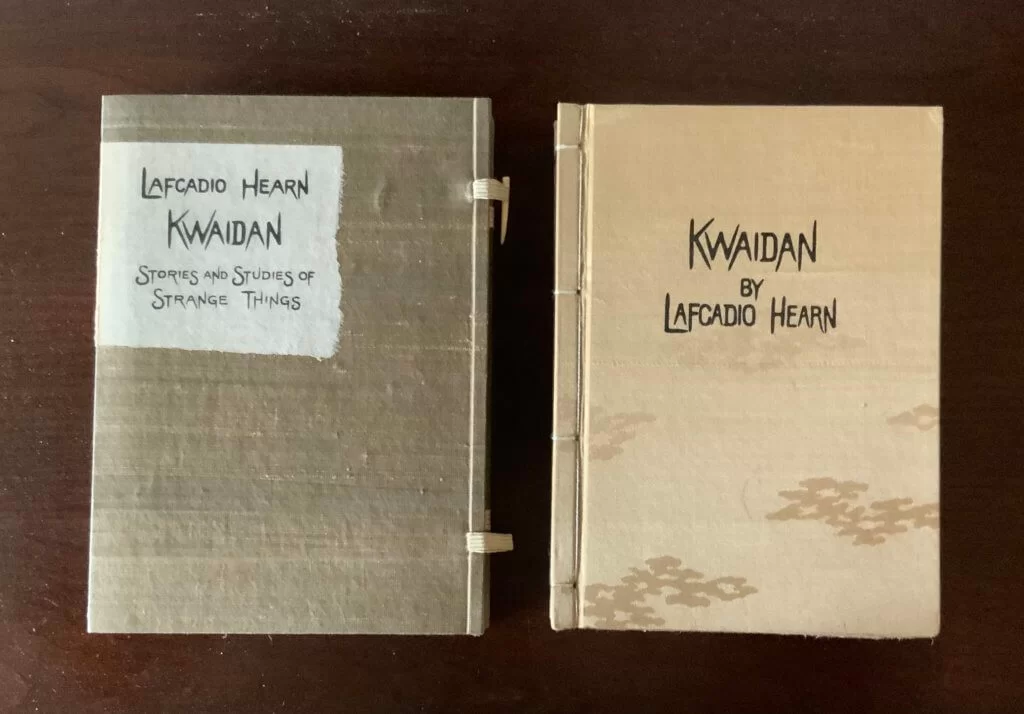 Lafcadio Hearn
Kwaidan
Stories and Studies of
Strange Things
Kwaidan
by
Lafcadio Hearn